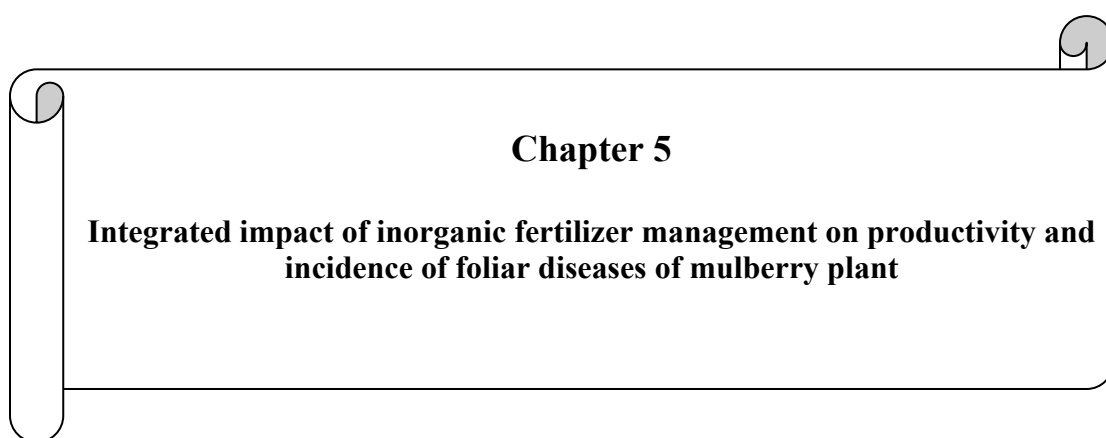 Chapter 5
Integrated impact of inorganic fertilizer management on productivity and
incidence of foliar diseases of mulberry plant